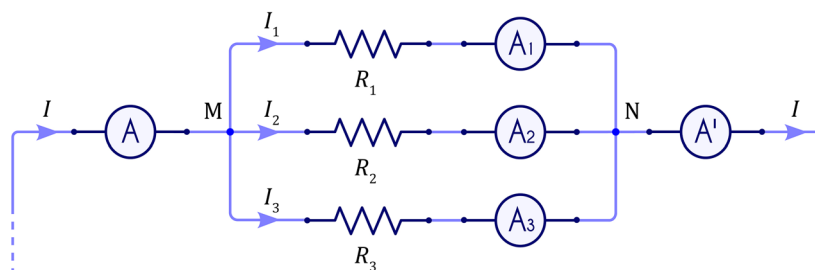 I₁
A₁
R₁
I
A
M
I₂
A₂
R₂
N
A'
I
I₃
A₃
R₃